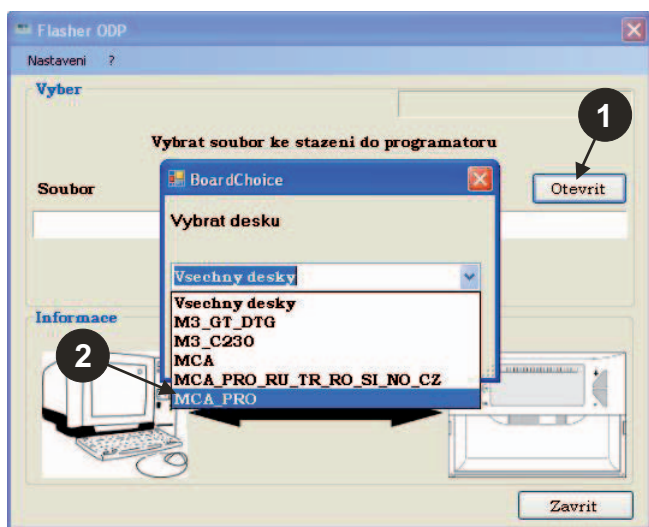 Flasher ODP
Nastaveni ?
Vyber
1
Vybrat soubor ke stazeni do programatoru
Soubor
BoardChoice
Otevrit
Vybrat desku
Vsechny desky
Vsechny desky
M3_GT_DTG
M3_C230
MCA
MCA_PRO_RU_TR_RO_SI_NO_CZ
MCA_PRO
Informace
2
Zavrit